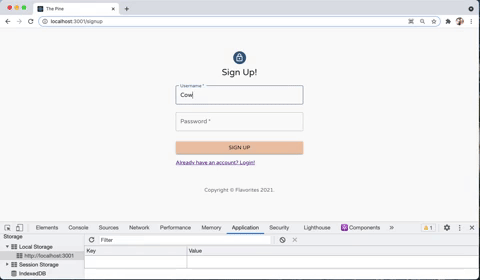 The Pine
localhost:3001/signup
Sign Up!
Username *
Cow
Password *
SIGN UP
Already have an account? Login!
Copyright © Flavorites 2021.
Elements Console Sources Network Performance Memory Application Security Lighthouse Components 1
Storage
Filter
Local Storage
Key Value
http://localhost:3001
Session Storage
IndexedDB